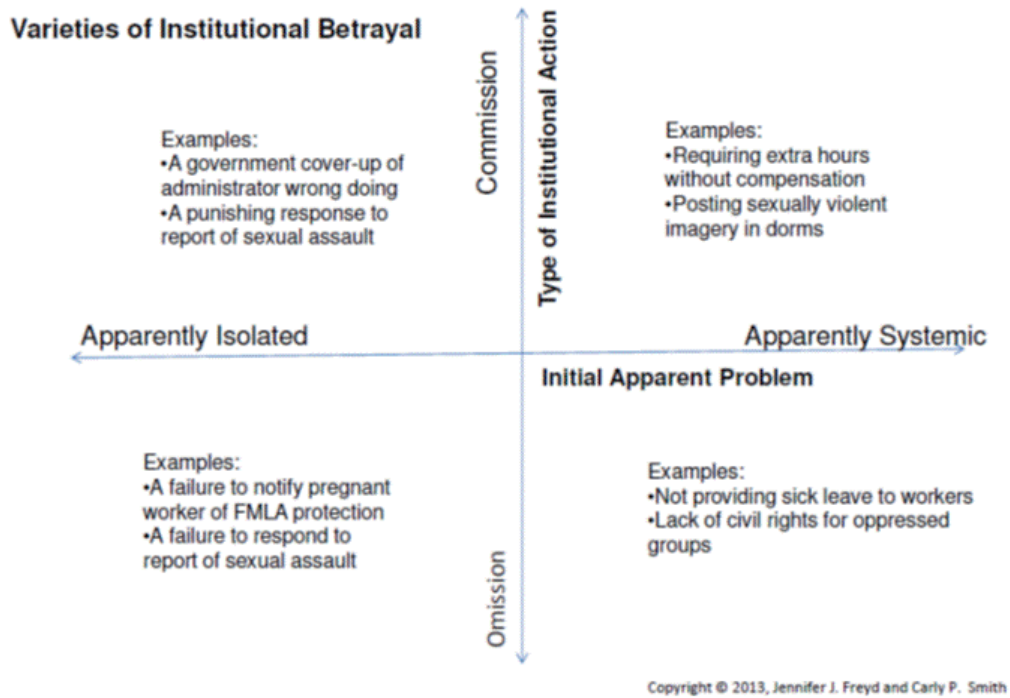 Varieties of Institutional Betrayal
Commission
Type of Institutional Action
Examples:
•A government cover-up of
administrator wrong doing
•A punishing response to
report of sexual assault
Examples:
•Requiring extra hours
without compensation
•Posting sexually violent
imagery in dorms
Apparently Isolated
Apparently Systemic
Initial Apparent Problem
Examples:
•A failure to notify pregnant
worker of FMLA protection
•A failure to respond to
report of sexual assault
Examples:
•Not providing sick leave to workers
•Lack of civil rights for oppressed
groups
Omission
Copyright © 2013, Jennifer J. Freyd and Carly P. Smith